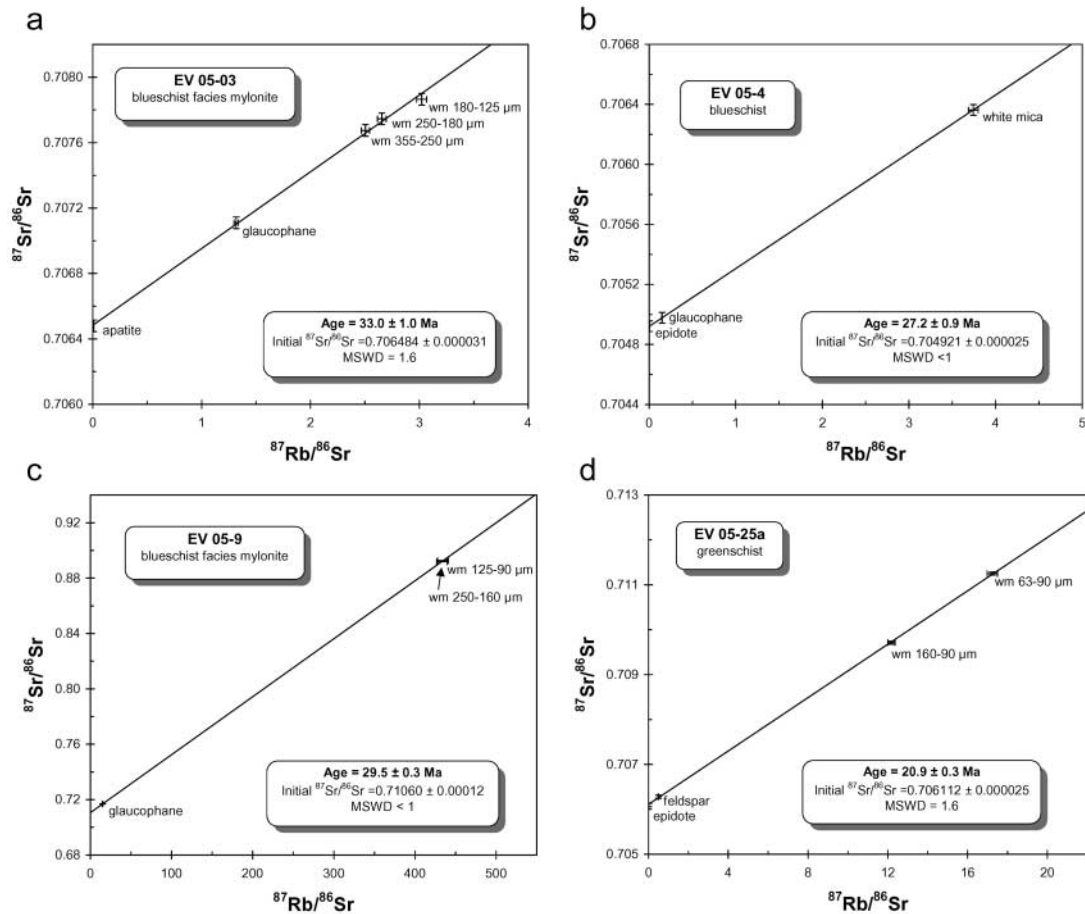 a
EV 05-03
blueschist facies mylonite
0.7080
0.7076
0.7072
0.7068
0.7064
0.7060
⁸⁷Sr/⁸⁶Sr
wm 180-125 µm
wm 250-180 µm
wm 355-250 µm
glaucophane
apatite
Age = 33.0 ± 1.0 Ma
Initial ⁸⁷Sr/⁸⁶Sr =0.706484 ± 0.000031
MSWD = 1.6
0 1 2 3 4
⁸⁷Rb/⁸⁶Sr
b
EV 05-4
blueschist
0.7068
0.7064
0.7060
0.7056
0.7052
0.7048
0.7044
⁸⁷Sr/⁸⁶Sr
white mica
glaucophane
epidote
Age = 27.2 ± 0.9 Ma
Initial ⁸⁷Sr/⁸⁶Sr =0.704921 ± 0.000025
MSWD <1
0 1 2 3 4 5
⁸⁷Rb/⁸⁶Sr
c
EV 05-9
blueschist facies mylonite
0.92
0.88
0.84
0.80
0.76
0.72
0.68
⁸⁷Sr/⁸⁶Sr
wm 125-90 µm
wm 250-160 µm
glaucophane
Age = 29.5 ± 0.3 Ma
Initial ⁸⁷Sr/⁸⁶Sr =0.71060 ± 0.00012
MSWD < 1
0 100 200 300 400 500
⁸⁷Rb/⁸⁶Sr
d
EV 05-25a
greenschist
0.713
0.711
0.709
0.707
0.705
⁸⁷Sr/⁸⁶Sr
wm 63-90 µm
wm 160-90 µm
feldspar
epidote
Age = 20.9 ± 0.3 Ma
Initial ⁸⁷Sr/⁸⁶Sr =0.706112 ± 0.000025
MSWD = 1.6
0 4 8 12 16 20
⁸⁷Rb/⁸⁶Sr